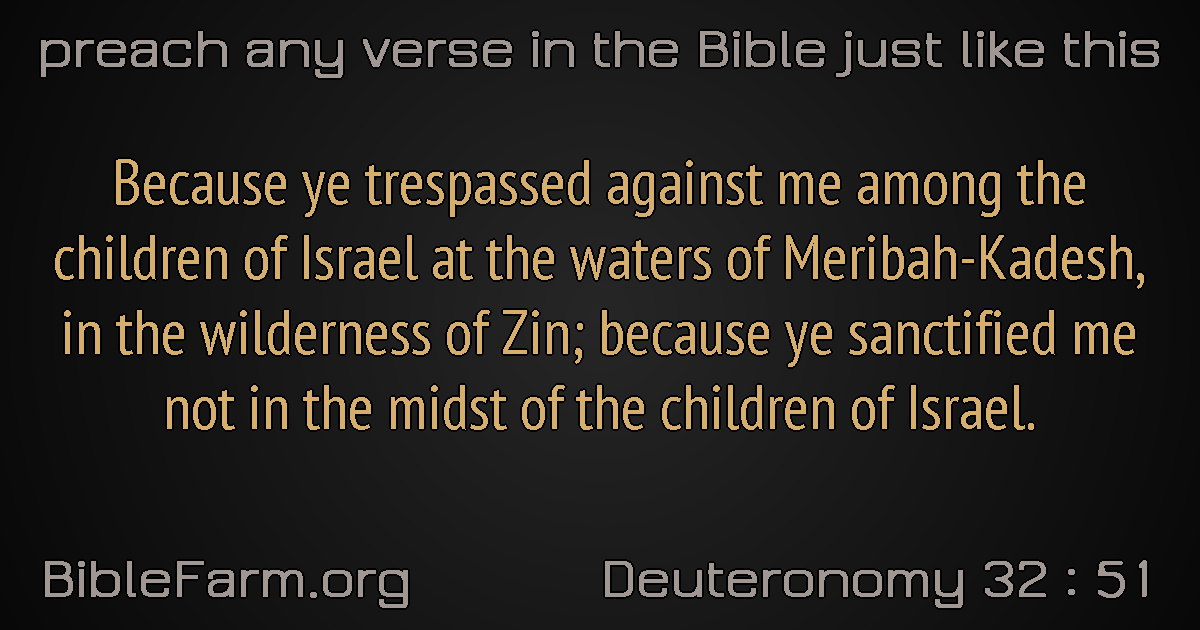 preach any verse in the Bible just like this
Because ye trespassed against me among the
children of Israel at the waters of Meribah-Kadesh,
in the wilderness of Zin; because ye sanctified me
not in the midst of the children of Israel.
BibleFarm.org Deuteronomy 32 : 51